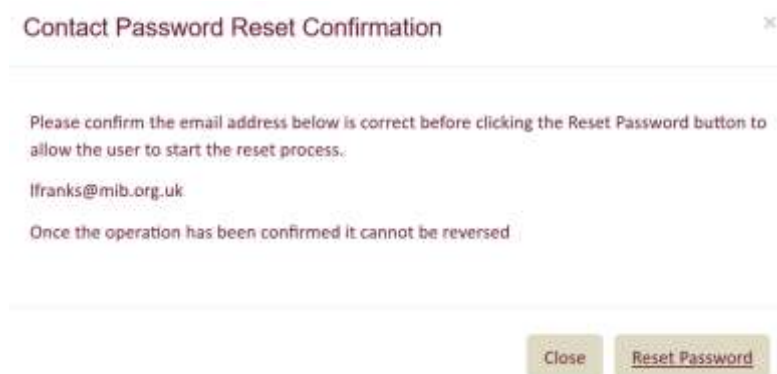 Contact Password Reset Confirmation
×
Please confirm the email address below is correct before clicking the Reset Password button to
allow the user to start the reset process.
lfranks@mib.org.uk
Once the operation has been confirmed it cannot be reversed
Close
Reset Password